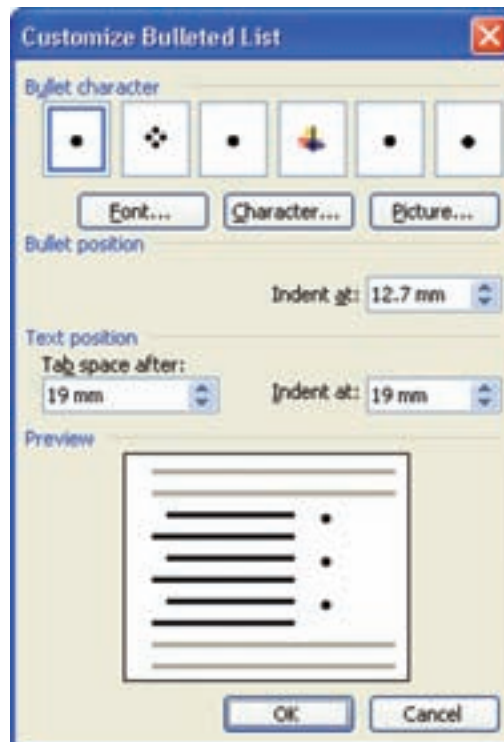 Customize Bulleted List
Bullet character
Font...
Character...
Picture...
Bullet position
Indent at: 12.7 mm
Text position
Tab space after:
19 mm
Indent at: 19 mm
Preview
OK
Cancel